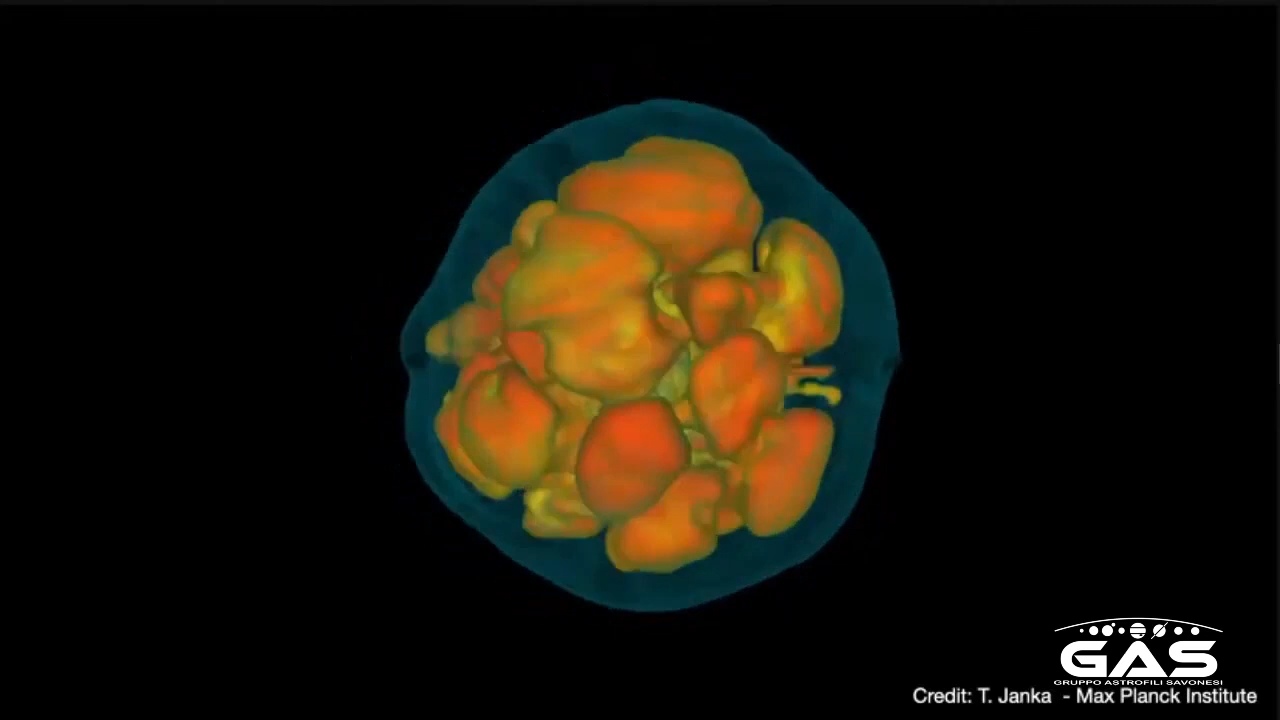 GAS
GRUPPO ASTROFILI SAVONESI
Credit: T. Janka - Max Planck Institute